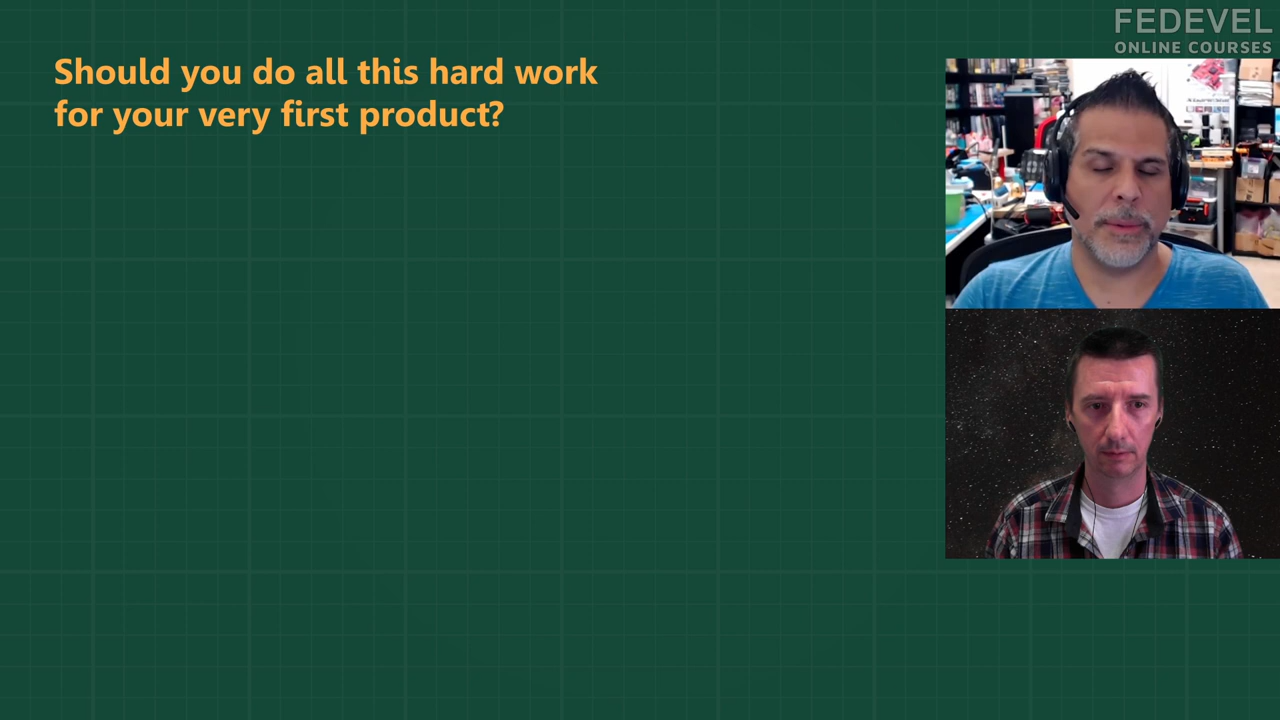 FEDEVEL
ONLINE COURSES
Should you do all this hard work
for your very first product?